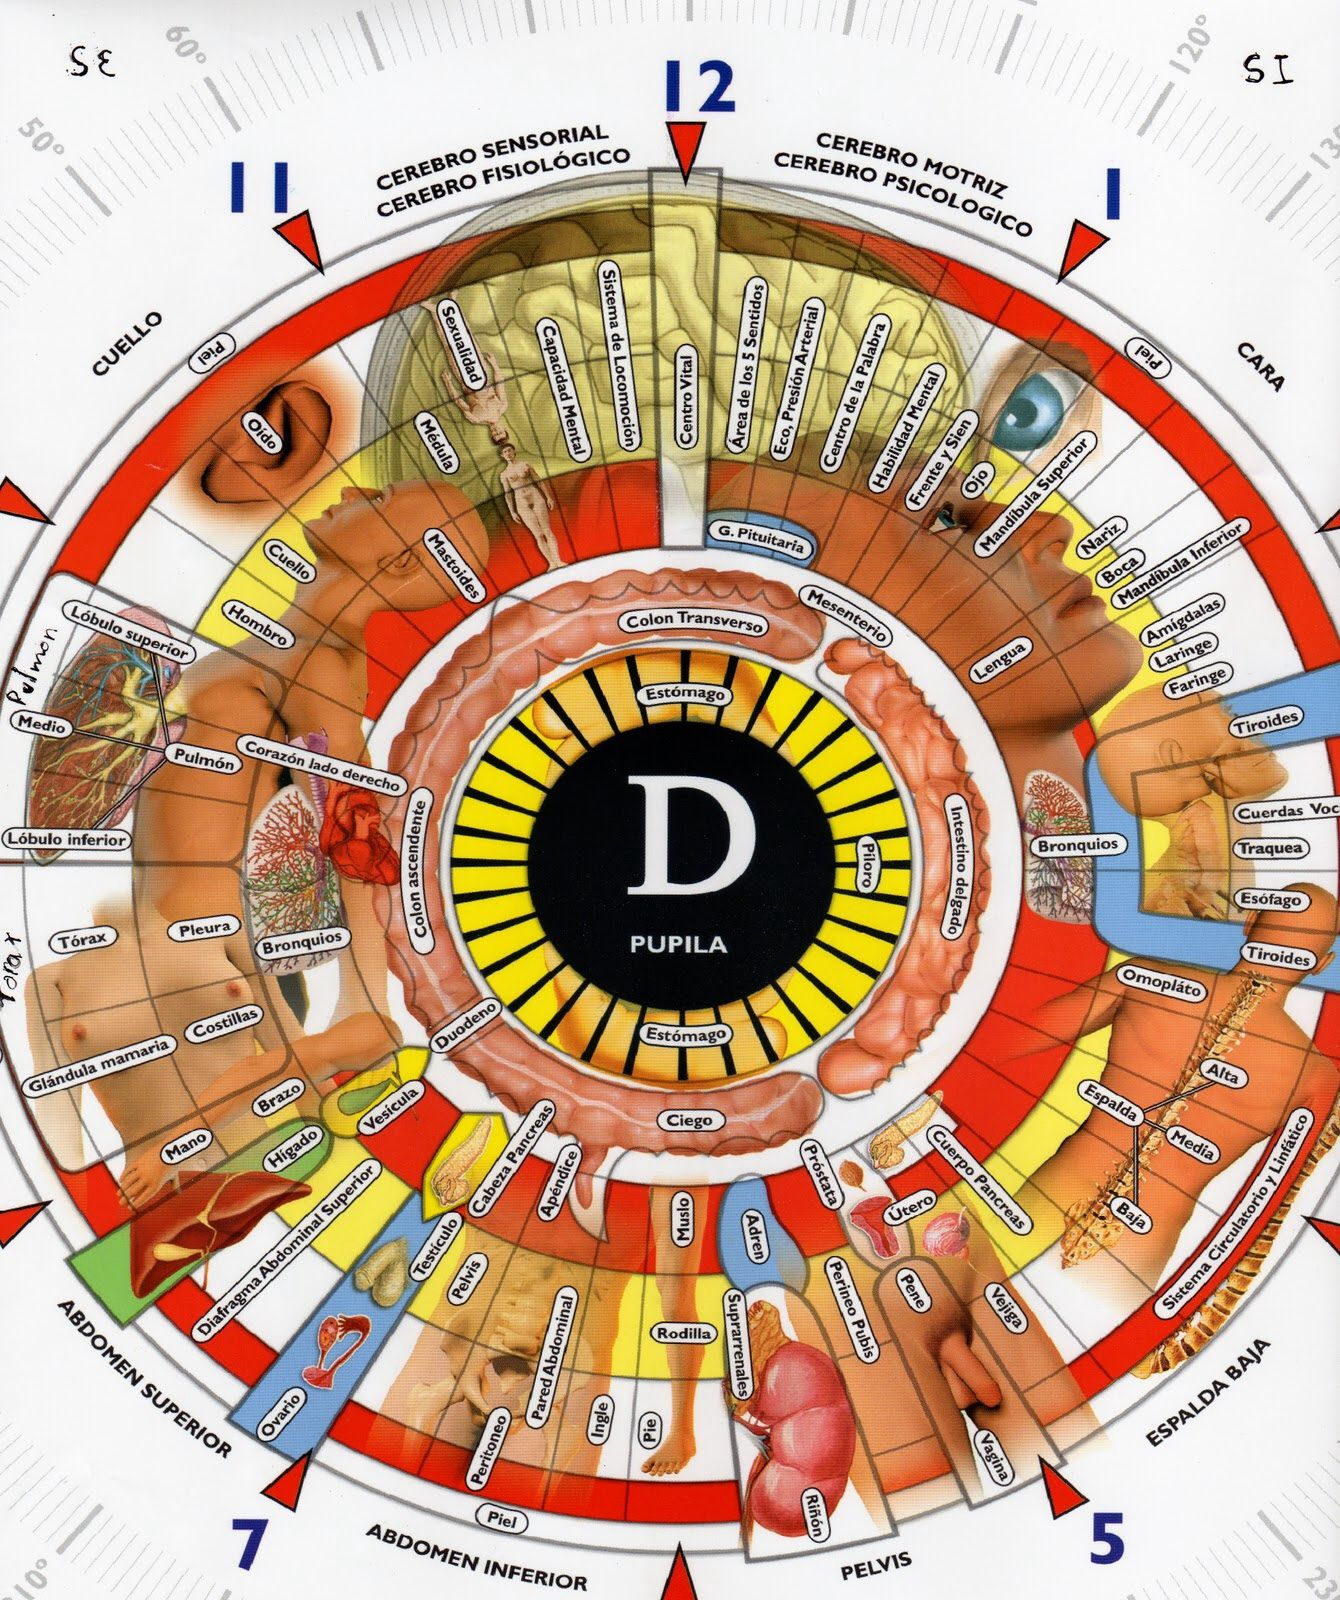 SE
SI
60°
120°
50°
12
11
1
CEREBRO SENSORIAL
CEREBRO FISIOLÓGICO
CEREBRO MOTRIZ
CEREBRO PSICOLOGICO
CUELLO
CARA
Piel
Piel
Oído
Sexualidad
Médula
Capacidad Mental
Sistema de Locomoción
Centro Vital
Área de los 5 Sentidos
Eco, Presión Arterial
Centro de la Palabra
Habilidad Mental
Frente y Sien
Ojo
Mandíbula Superior
Nariz
Boca
Mandíbula Inferior
Amígdalas
Laringe
Faringe
Lengua
G. Pituitaria
Cuello
Mastoides
Hombro
Mesenterio
Colon Transverso
Estómago
Pulmon
Lóbulo superior
Medio
Pulmón
Lóbulo inferior
Corazón lado derecho
Colon ascendente
D
PUPILA
Píloro
Intestino delgado
Bronquios
Tiroides
Cuerdas Voc
Traquea
Esófago
Tiroides
Tórax
Pleura
Bronquios
Costillas
Glándula mamaria
Brazo
Mano
Duodeno
Vesícula
Hígado
Estómago
Ciego
Omopláto
Alta
Espalda
Media
Baja
Sistema Circulatorio y Linfático
Diafragma Abdominal Superior
Cabeza Pancreas
Apéndice
Testículo
Ovario
Pelvis
Pared Abdominal
Peritoneo
Ingle
Muslo
Rodilla
Pie
Adren
Suprarrenales
Riñón
Próstata
Útero
Cuerpo Pancreas
Perineo Pubis
Pene
Vejiga
Vagina
Piel
ABDOMEN SUPERIOR
ESPALDA BAJA
7
ABDOMEN INFERIOR
PELVIS
5